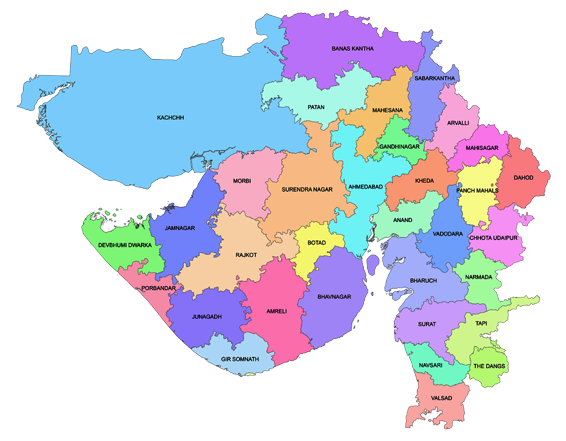 BANAS KANTHA
SABARKANTHA
PATAN
MAHESANA
KACHCHH
ARVALLI
GANDHINAGAR
MAHISAGAR
MORBI
SURENDRA NAGAR
AHMEDABAD
KHEDA
PANCH MAHALS
DAHOD
JAMNAGAR
ANAND
DEVBHUMI DWARKA
BOTAD
VADODARA
CHHOTA UDAIPUR
RAJKOT
PORBANDAR
BHAVNAGAR
BHARUCH
NARMADA
JUNAGADH
AMRELI
SURAT
TAPI
GIR SOMNATH
NAVSARI
THE DANGS
VALSAD